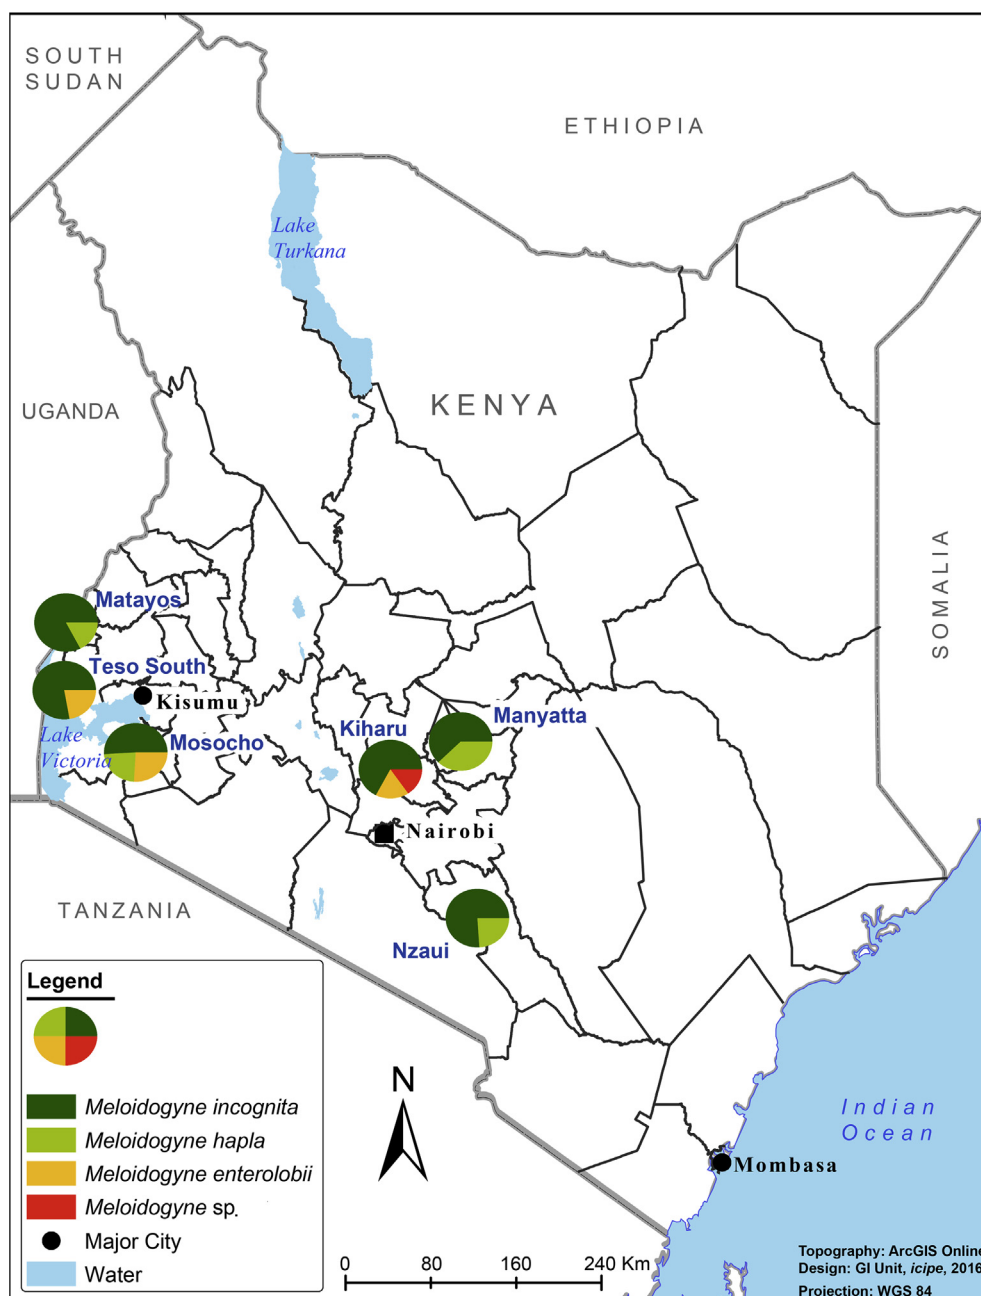 SOUTH
SUDAN
ETHIOPIA
Lake
Turkana
UGANDA
KENYA
SOMALIA
Matayos
Teso South
Kisumu
Lake
Victoria
Mosocho
Kiharu
Manyatta
Nairobi
TANZANIA
Nzaui
Legend
Meloidogyne incognita
Meloidogyne hapla
Meloidogyne enterolobii
Meloidogyne sp.
Major City
Water
N
0 80 160 240 Km
Indian
Ocean
Mombasa
Topography: ArcGIS Online
Design: GI Unit, icipe, 2016
Projection: WGS 84